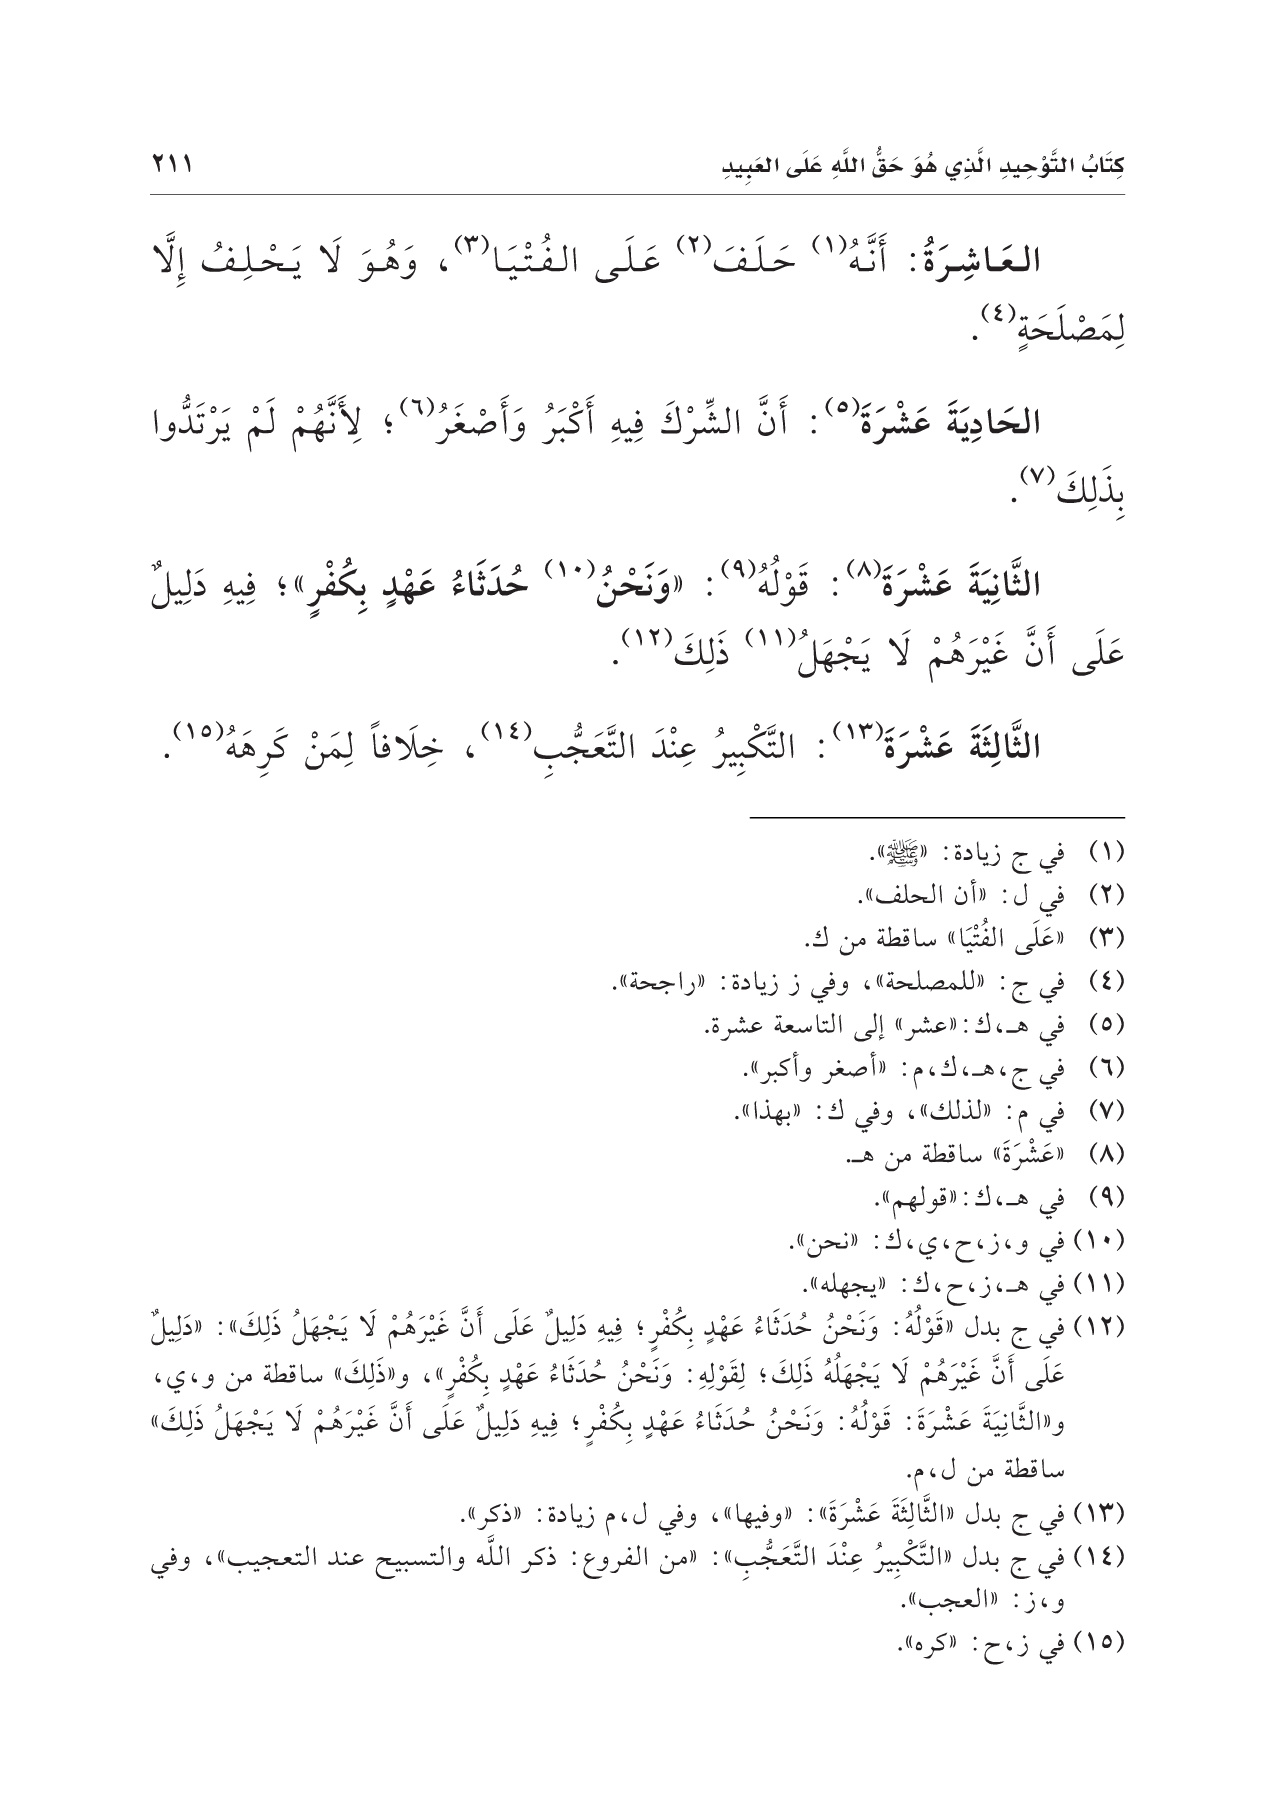 كِتَابُ التَّوْحِيدِ الَّذِي هُوَ حَقُّ اللَّهِ عَلَى العَبِيدِ ٢١١
العَاشِرَةُ: أَنَّهُ(١) حَلَفَ(٢) عَلَى الفُتْيَا(٣)، وَهُوَ لَا يَحْلِفُ إِلَّا
لِمَصْلَحَةٍ(٤).
الحَادِيَةَ عَشْرَةَ(٥): أَنَّ الشِّرْكَ فِيهِ أَكْبَرُ وَأَصْغَرُ(٦)؛ لِأَنَّهُمْ لَمْ يَرْتَدُّوا
بِذَلِكَ(٧).
الثَّانِيَةَ عَشْرَةَ(٨): قَوْلُهُ(٩): «وَنَحْنُ(١٠) حُدَثَاءُ عَهْدٍ بِكُفْرٍ»؛ فِيهِ دَلِيلٌ
عَلَى أَنَّ غَيْرَهُمْ لَا يَجْهَلُ(١١) ذَلِكَ(١٢).
الثَّالِثَةَ عَشْرَةَ(١٣): التَّكْبِيرُ عِنْدَ التَّعَجُّبِ(١٤)، خِلَافاً لِمَنْ كَرِهَهُ(١٥).
(١) في ج زيادة: «ﷺ».
(٢) في ل: «أن الحلف».
(٣) «عَلَى الفُتْيَا» ساقطة من ك.
(٤) في ج: «للمصلحة»، وفي ز زيادة: «راجحة».
(٥) في هـ،ك:«عشر» إلى التاسعة عشرة.
(٦) في ج،هـ،ك،م: «أصغر وأكبر».
(٧) في م: «لذلك»، وفي ك: «بهذا».
(٨) «عَشْرَةَ» ساقطة من هـ.
(٩) في هـ،ك:«قولهم».
(١٠) في و،ز،ح،ي،ك: «نحن».
(١١) في هـ،ز،ح،ك: «يجهله».
(١٢) في ج بدل «قَوْلُهُ: وَنَحْنُ حُدَثَاءُ عَهْدٍ بِكُفْرٍ؛ فِيهِ دَلِيلٌ عَلَى أَنَّ غَيْرَهُمْ لَا يَجْهَلُ ذَلِكَ»: «دَلِيلٌ
عَلَى أَنَّ غَيْرَهُمْ لَا يَجْهَلُهُ ذَلِكَ؛ لِقَوْلِهِ: وَنَحْنُ حُدَثَاءُ عَهْدٍ بِكُفْرٍ»، و«ذَلِكَ» ساقطة من و،ي،
و«الثَّانِيَةَ عَشْرَةَ: قَوْلُهُ: وَنَحْنُ حُدَثَاءُ عَهْدٍ بِكُفْرٍ؛ فِيهِ دَلِيلٌ عَلَى أَنَّ غَيْرَهُمْ لَا يَجْهَلُ ذَلِكَ»
ساقطة من ل،م.
(١٣) في ج بدل «الثَّالِثَةَ عَشْرَةَ»: «وفيها»، وفي ل،م زيادة: «ذكر».
(١٤) في ج بدل «التَّكْبِيرُ عِنْدَ التَّعَجُّبِ»: «من الفروع: ذكر اللَّه والتسبيح عند التعجيب»، وفي
و،ز: «العجب».
(١٥) في ز،ح: «كره».